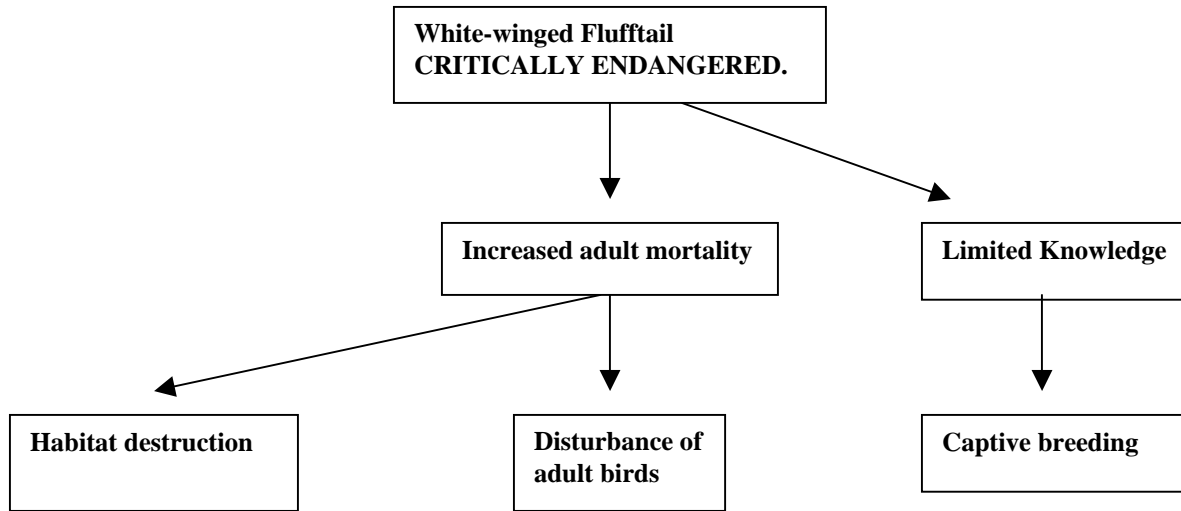 White-winged Flufftail
CRITICALLY ENDANGERED.
Increased adult mortality
Limited Knowledge
Habitat destruction
Disturbance of
adult birds
Captive breeding